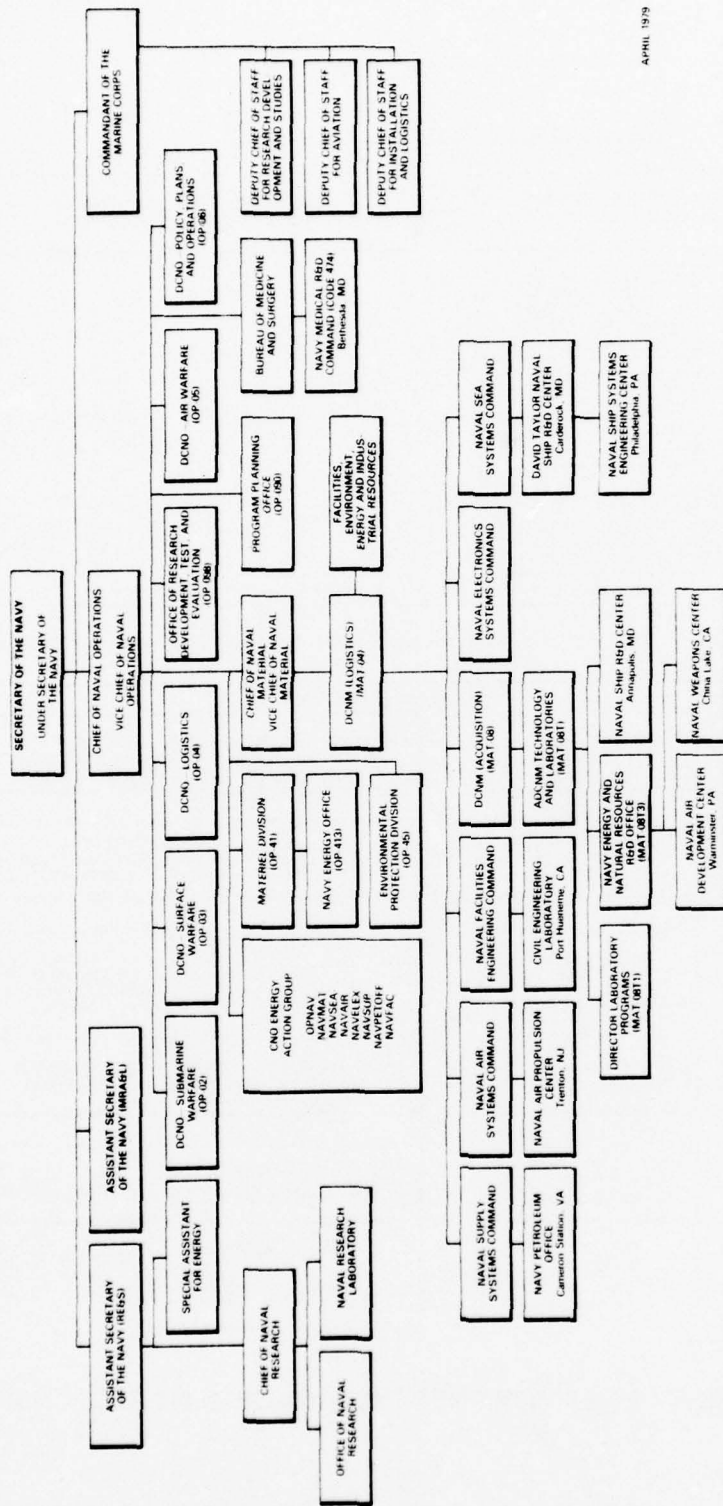 SECRETARY OF THE NAVY
UNDER SECRETARY OF
THE NAVY
ASSISTANT SECRETARY
OF THE NAVY (RE&S)
ASSISTANT SECRETARY
OF THE NAVY (MRA&L)
CHIEF OF NAVAL OPERATIONS
VICE CHIEF OF NAVAL
OPERATIONS
COMMANDANT OF THE
MARINE CORPS
SPECIAL ASSISTANT
FOR ENERGY
DCNO - SUBMARINE
WARFARE
(OP 02)
DCNO - SURFACE
WARFARE
(OP 03)
DCNO - LOGISTICS
(OP 04)
OFFICE OF RESEARCH
DEVELOPMENT, TEST, AND
EVALUATION
(OP 098)
DCNO - AIR WARFARE
(OP 05)
DCNO - POLICY PLANS
AND OPERATIONS
(OP 06)
CHIEF OF NAVAL
RESEARCH
OFFICE OF NAVAL
RESEARCH
NAVAL RESEARCH
LABORATORY
CNO ENERGY
ACTION GROUP
OPNAV
NAVMAT
NAVSEA
NAVAIR
NAVELEX
NAVSUP
NAVPETOFF
NAVFAC
MATERIEL DIVISION
(OP 41)
NAVY ENERGY OFFICE
(OP 413)
ENVIRONMENTAL
PROTECTION DIVISION
(OP 45)
CHIEF OF NAVAL
MATERIAL
VICE CHIEF OF NAVAL
MATERIAL
PROGRAM PLANNING
OFFICE
(OP 090)
BUREAU OF MEDICINE
AND SURGERY
NAVY MEDICAL R&D
COMMAND (CODE 474)
Bethesda, MD
DEPUTY CHIEF OF STAFF
FOR RESEARCH DEVEL
OPMENT AND STUDIES
DEPUTY CHIEF OF STAFF
FOR AVIATION
DEPUTY CHIEF OF STAFF
FOR INSTALLATION
AND LOGISTICS
DCNM (LOGISTICS)
(MAT 04)
FACILITIES,
ENVIRONMENT,
ENERGY AND INDUS
TRIAL RESOURCES
NAVAL SUPPLY
SYSTEMS COMMAND
NAVY PETROLEUM
OFFICE
Cameron Station, VA
NAVAL AIR
SYSTEMS COMMAND
NAVAL AIR PROPULSION
CENTER
Trenton, NJ
NAVAL FACILITIES
ENGINEERING COMMAND
CIVIL ENGINEERING
LABORATORY
Port Hueneme, CA
DCNM (ACQUISITION)
(MAT 08)
ADCNM TECHNOLOGY
AND LABORATORIES
(MAT 08T)
NAVAL ELECTRONICS
SYSTEMS COMMAND
NAVAL SEA
SYSTEMS COMMAND
DAVID TAYLOR NAVAL
SHIP R&D CENTER
Carderock, MD
NAVAL SHIP SYSTEMS
ENGINEERING CENTER
Philadelphia, PA
DIRECTOR LABORATORY
PROGRAMS
(MAT 08T1)
NAVY ENERGY AND
NATURAL RESOURCES
R&D OFFICE
(MAT 08T3)
NAVAL SHIP R&D CENTER
Annapolis, MD
NAVAL AIR
DEVELOPMENT CENTER
Warminster, PA
NAVAL WEAPONS CENTER
China Lake, CA
APRIL 1979